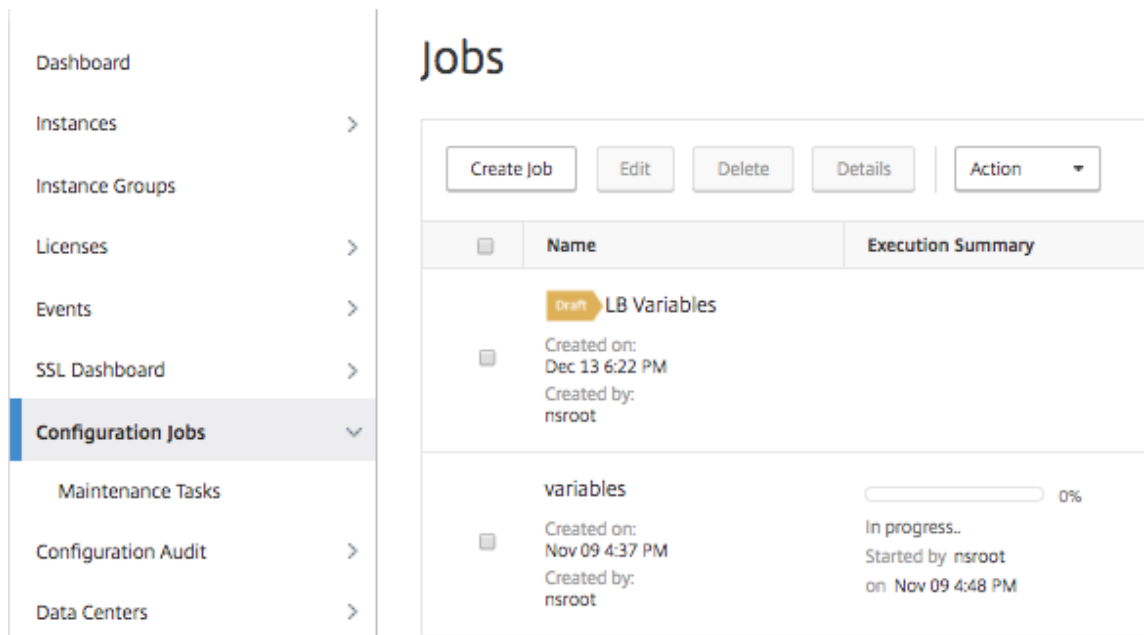 Dashboard
Instances
Instance Groups
Licenses
Events
SSL Dashboard
Configuration Jobs
Maintenance Tasks
Configuration Audit
Data Centers
Jobs
Create Job Edit Delete Details Action
Name Execution Summary
Draft LB Variables
Created on:
Dec 13 6:22 PM
Created by:
nsroot
variables
Created on:
Nov 09 4:37 PM
Created by:
nsroot
0%
In progress..
Started by nsroot
on Nov 09 4:48 PM